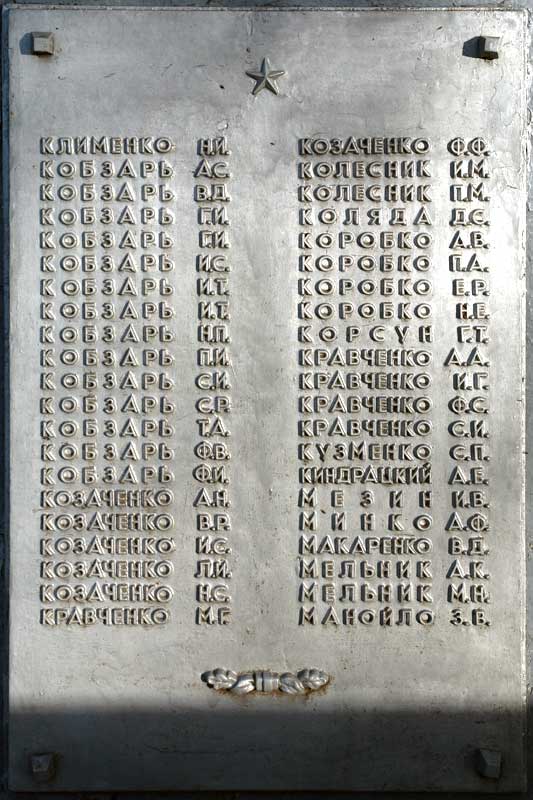 КЛИМЕНКО Н.И.
КОБЗАРЬ А.С.
КОБЗАРЬ В.Д.
КОБЗАРЬ Г.И.
КОБЗАРЬ Г.И.
КОБЗАРЬ И.С.
КОБЗАРЬ И.Т.
КОБЗАРЬ И.Т.
КОБЗАРЬ Н.П.
КОБЗАРЬ П.И.
КОБЗАРЬ С.И.
КОБЗАРЬ С.Р.
КОБЗАРЬ Т.А.
КОБЗАРЬ Ф.В.
КОБЗАРЬ Ф.И.
КОЗАЧЕНКО А.Н.
КОЗАЧЕНКО В.Р.
КОЗАЧЕНКО И.С.
КОЗАЧЕНКО Л.И.
КОЗАЧЕНКО Н.С.
КРАВЧЕНКО М.Г.
КОЗАЧЕНКО Ф.Ф.
КОЛЕСНИК И.М.
КОЛЕСНИК П.М.
КОЛЯДА Д.С.
КОРОБКО А.В.
КОРОБКО П.А.
КОРОБКО Е.Р.
КОРОБКО Н.Е.
КОРСУН Г.Т.
КРАВЧЕНКО А.А.
КРАВЧЕНКО И.Г.
КРАВЧЕНКО Ф.С.
КРАВЧЕНКО С.И.
КУЗМЕНКО С.П.
КИНДРАЦКИЙ А.Е.
МЕЗИН И.В.
МИНКО А.Ф.
МАКАРЕНКО В.Д.
МЕЛЬНИК А.К.
МЕЛЬНИК М.Н.
МАНОЙЛО З.В.